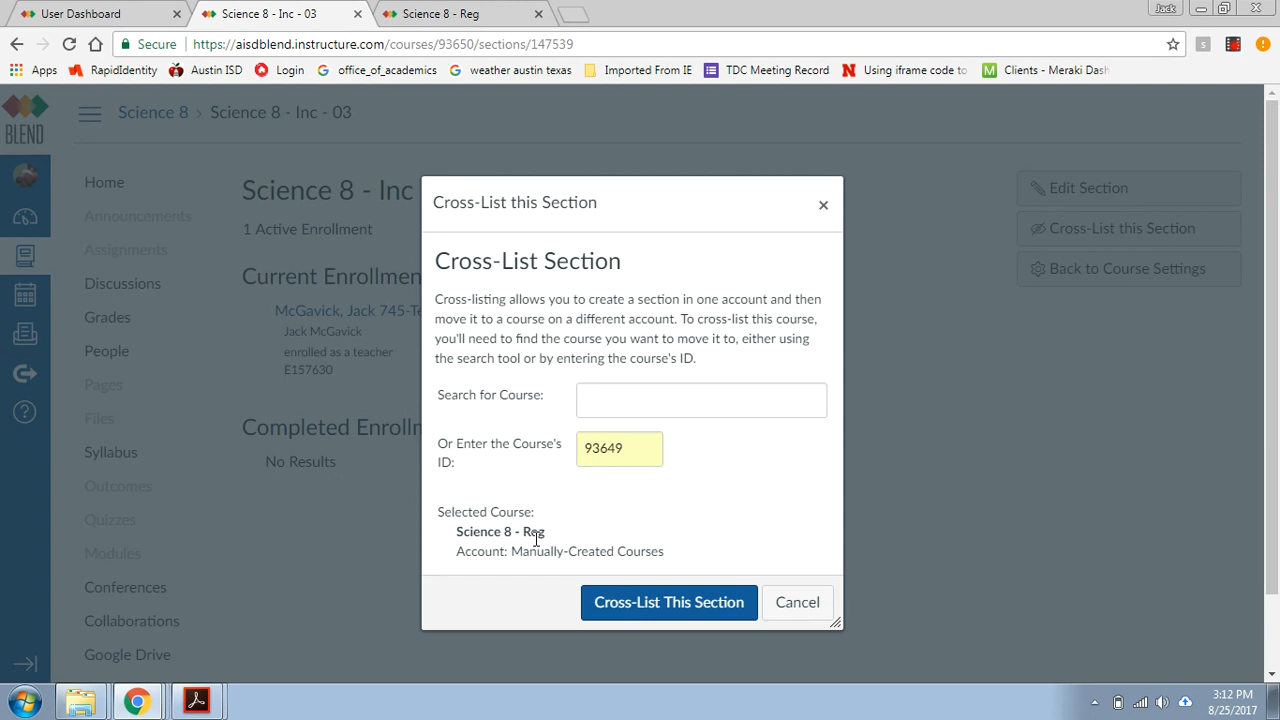 User Dashboard
Science 8 - Inc - 03
Science 8 - Reg
Jack
Secure
https://aisdblend.instructure.com/courses/93650/sections/147539
Apps
RapidIdentity
Austin ISD
Login
office_of_academics
weather austin texas
Imported From IE
TDC Meeting Record
Using iframe code to
Clients - Meraki Dash
BLEND
Science 8 > Science 8 - Inc - 03
Home
Announcements
Assignments
Discussions
Grades
People
Pages
Files
Syllabus
Outcomes
Quizzes
Modules
Conferences
Collaborations
Google Drive
Science 8 - Inc
1 Active Enrollment
Current Enrollm
McGavick, Jack 745-Te
Jack McGavick
enrolled as a teacher
E157630
Completed Enrollm
No Results
Edit Section
Cross-List this Section
Back to Course Settings
Cross-List this Section
×
Cross-List Section
Cross-listing allows you to create a section in one account and then
move it to a course on a different account. To cross-list this course,
you'll need to find the course you want to move it to, either using
the search tool or by entering the course's ID.
Search for Course:
Or Enter the Course's
ID:
93649
Selected Course:
Science 8 - Reg
Account: Manually-Created Courses
Cross-List This Section
Cancel
3:12 PM
8/25/2017